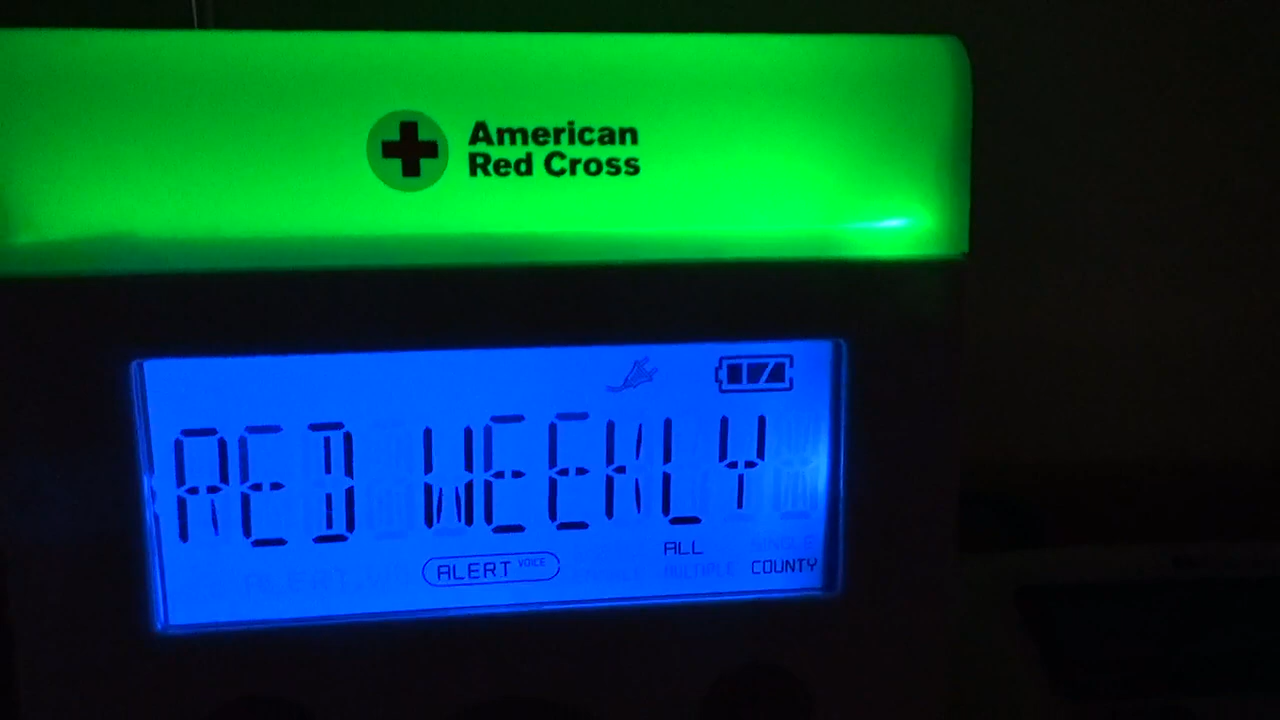 American
Red Cross
RED WEEKLY
ALL SINGLE
ALERT VOICE MULTIPLE COUNTY